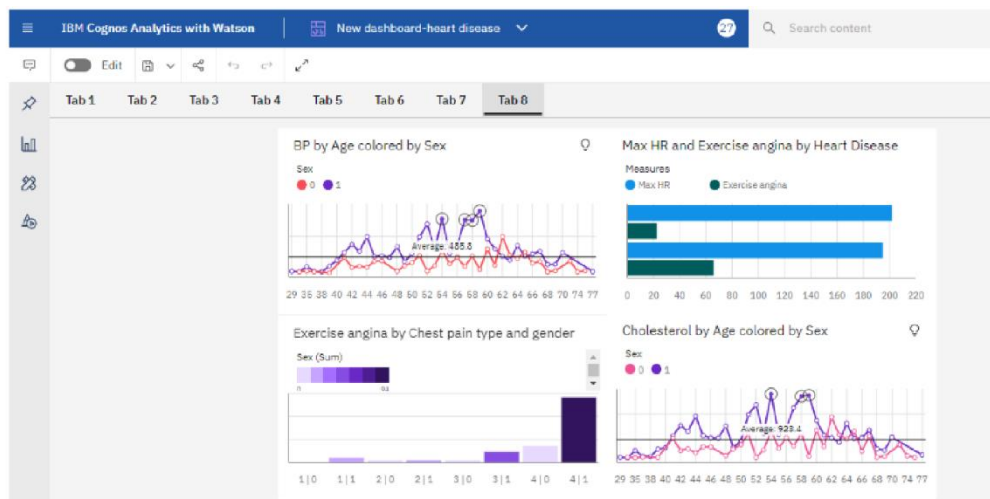 IBM Cognos Analytics with Watson
New dashboard-heart disease
27
Search content
Edit
Tab 1 Tab 2 Tab 3 Tab 4 Tab 5 Tab 6 Tab 7 Tab 8
BP by Age colored by Sex
Sex
0 1
Average: 485.8
29 35 38 40 42 44 46 48 50 52 54 56 58 60 62 64 66 68 70 74 77
Max HR and Exercise angina by Heart Disease
Measures
Max HR Exercise angina
0 20 40 60 80 100 120 140 160 180 200 220
Exercise angina by Chest pain type and gender
Sex (Sum)
0
1|0 1|1 2|0 2|1 3|0 3|1 4|0 4|1
Cholesterol by Age colored by Sex
Sex
0 1
Average: 923.4
29 35 38 40 42 44 46 48 50 52 54 56 58 60 62 64 66 68 70 74 77